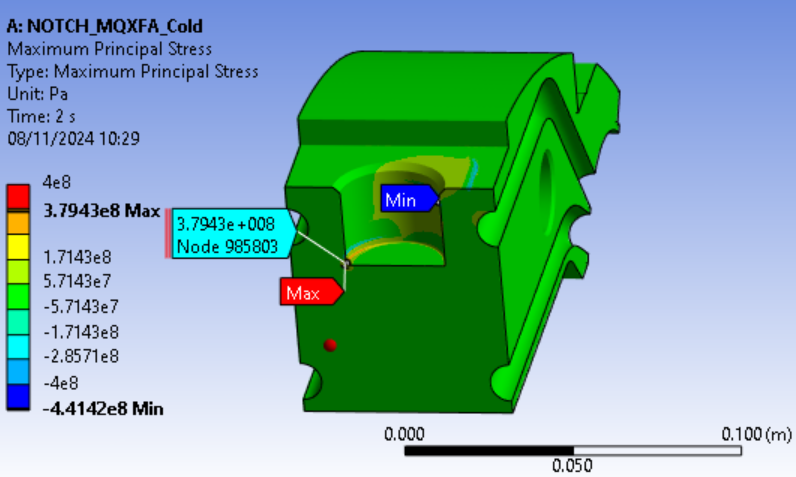 A: NOTCH_MQXFA_Cold
Maximum Principal Stress
Type: Maximum Principal Stress
Unit: Pa
Time: 2 s
08/11/2024 10:29
4e8
3.7943e8 Max
1.7143e8
5.7143e7
-5.7143e7
-1.7143e8
-2.8571e8
-4e8
-4.4142e8 Min
3.7943e+008
Node 985803
Min
Max
0.000
0.100 (m)
0.050